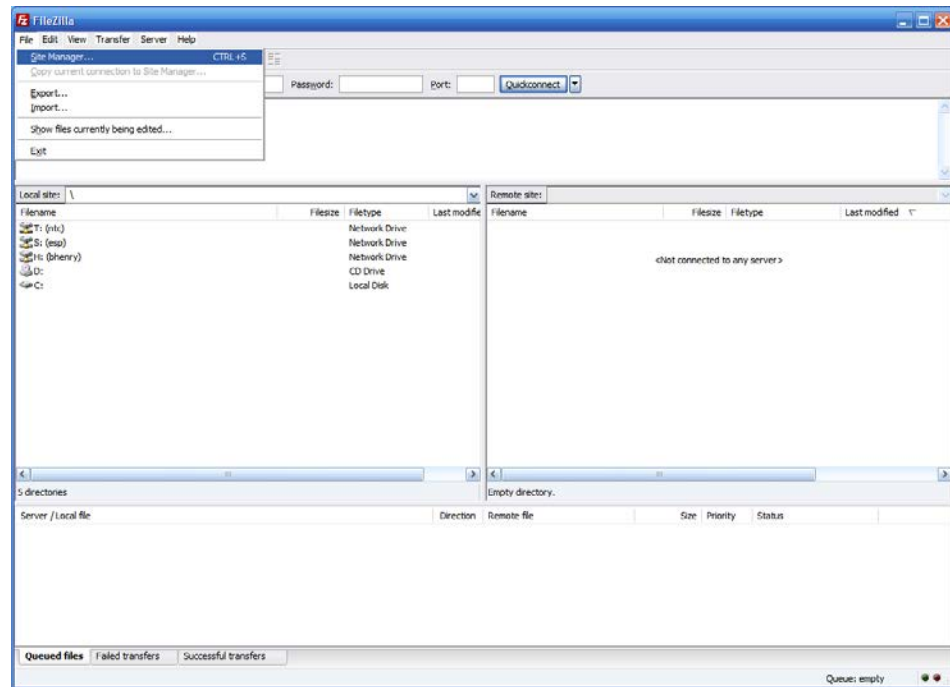 FileZilla
File Edit View Transfer Server Help
Site Manager... CTRL+S
Copy current connection to Site Manager...
Password: Port: Quickconnect
Export...
Import...
Show files currently being edited...
Exit
Local site: \ Remote site:
Filename Filesize Filetype Last modifie Filename Filesize Filetype Last modified
T: (ntc) Network Drive
S: (esp) Network Drive
H: (bhenry) Network Drive
<Not connected to any server>
D: CD Drive
C: Local Disk
5 directories Empty directory.
Server / Local file Direction Remote file Size Priority Status
Queued files Failed transfers Successful transfers
Queue: empty